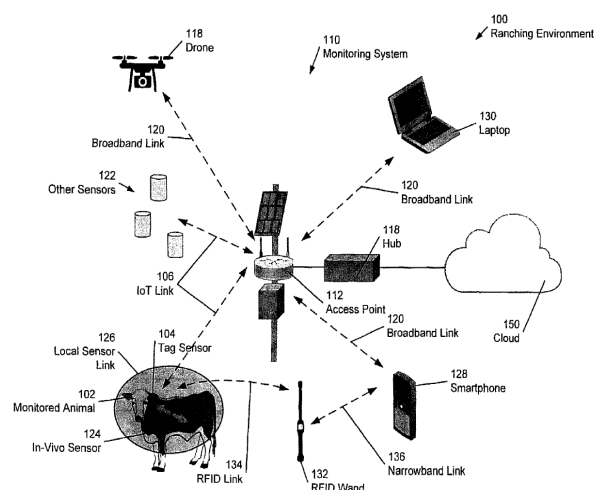 118
Drone
110
Monitoring System
100
Ranching Environment
120
Broadband Link
130
Laptop
122
Other Sensors
120
Broadband Link
118
Hub
106
IoT Link
112
Access Point
150
Cloud
126
Local Sensor
Link
104
Tag Sensor
120
Broadband Link
128
Smartphone
102
Monitored Animal
124
In-Vivo Sensor
134
RFID Link
132
RFID Wand
136
Narrowband Link